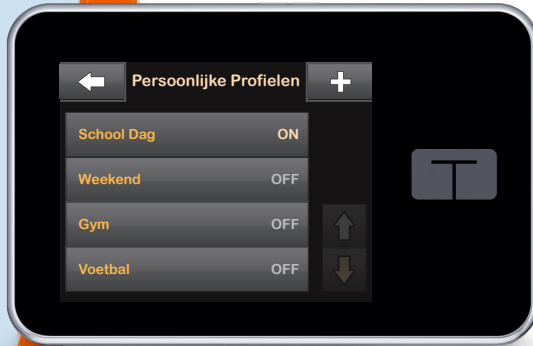 Persoonlijke Profielen
School Dag ON
Weekend OFF
Gym OFF
Voetbal OFF